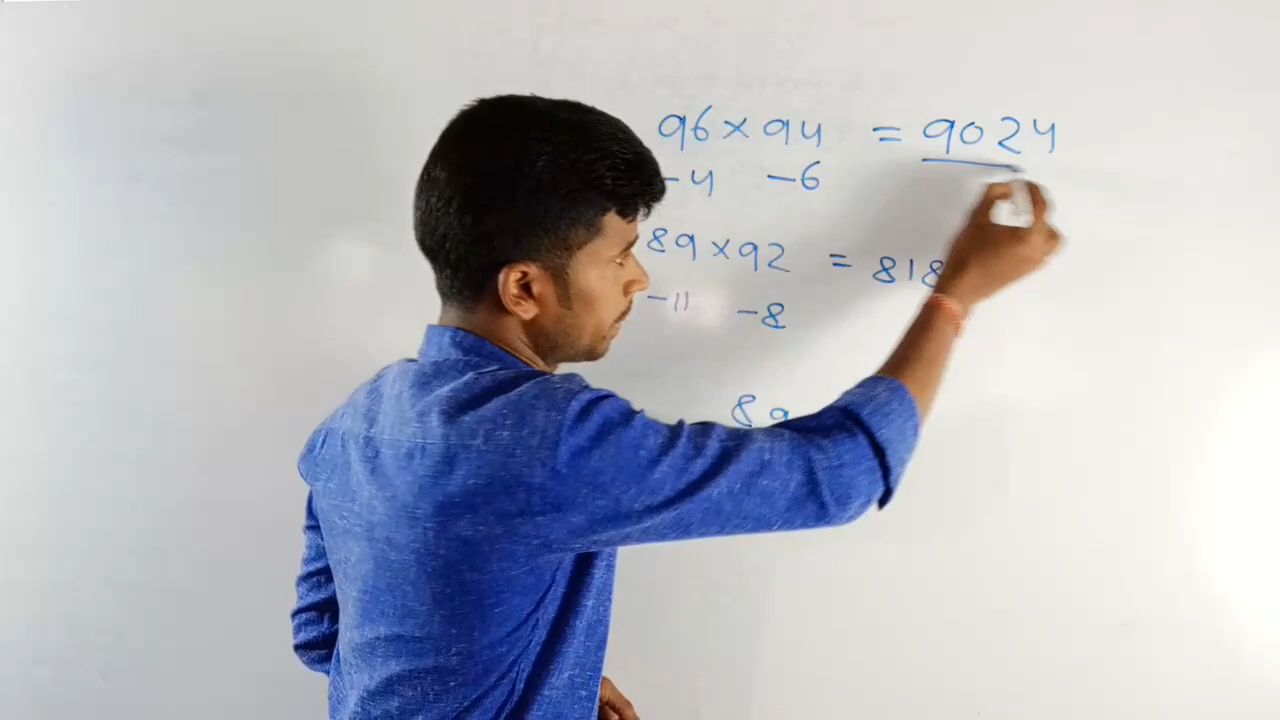 96 × 94 = 9024
-4 -6
89 × 92 = 818
-11 -8
89